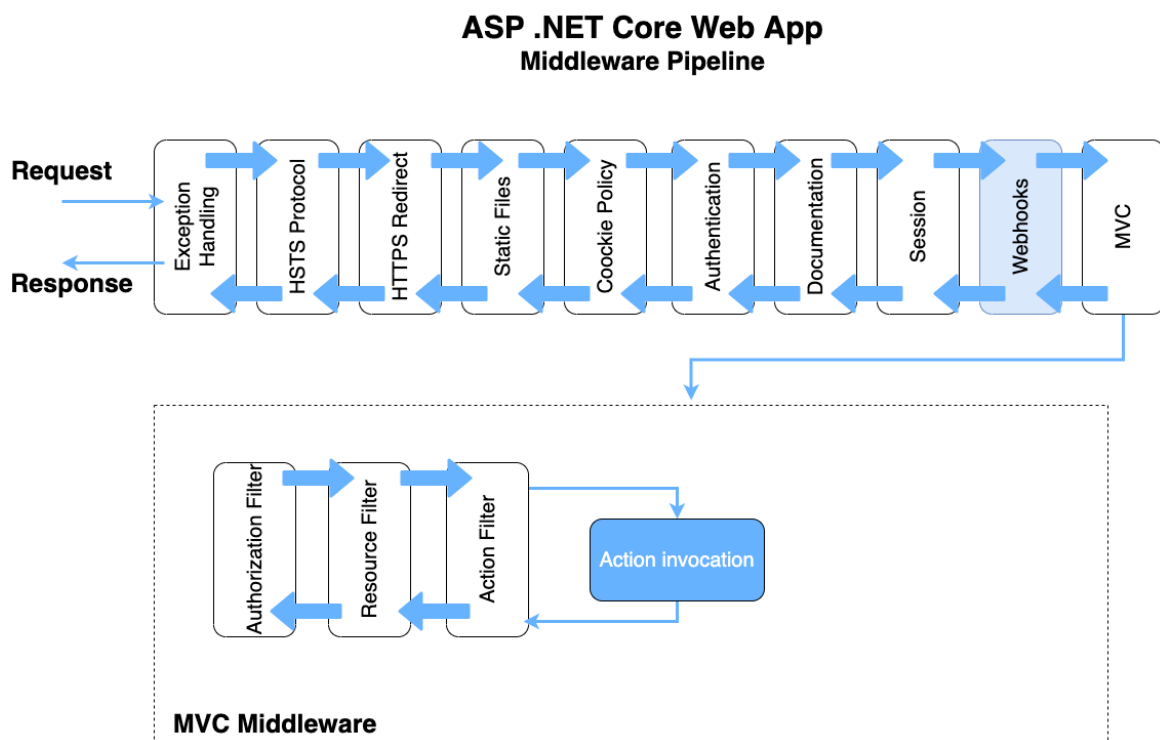 ASP .NET Core Web App
Middleware Pipeline
Request
Response
Exception
Handling
HSTS Protocol
HTTPS Redirect
Static Files
Coockie Policy
Authentication
Documentation
Session
Webhooks
MVC
Authorization Filter
Resource Filter
Action Filter
Action invocation
MVC Middleware